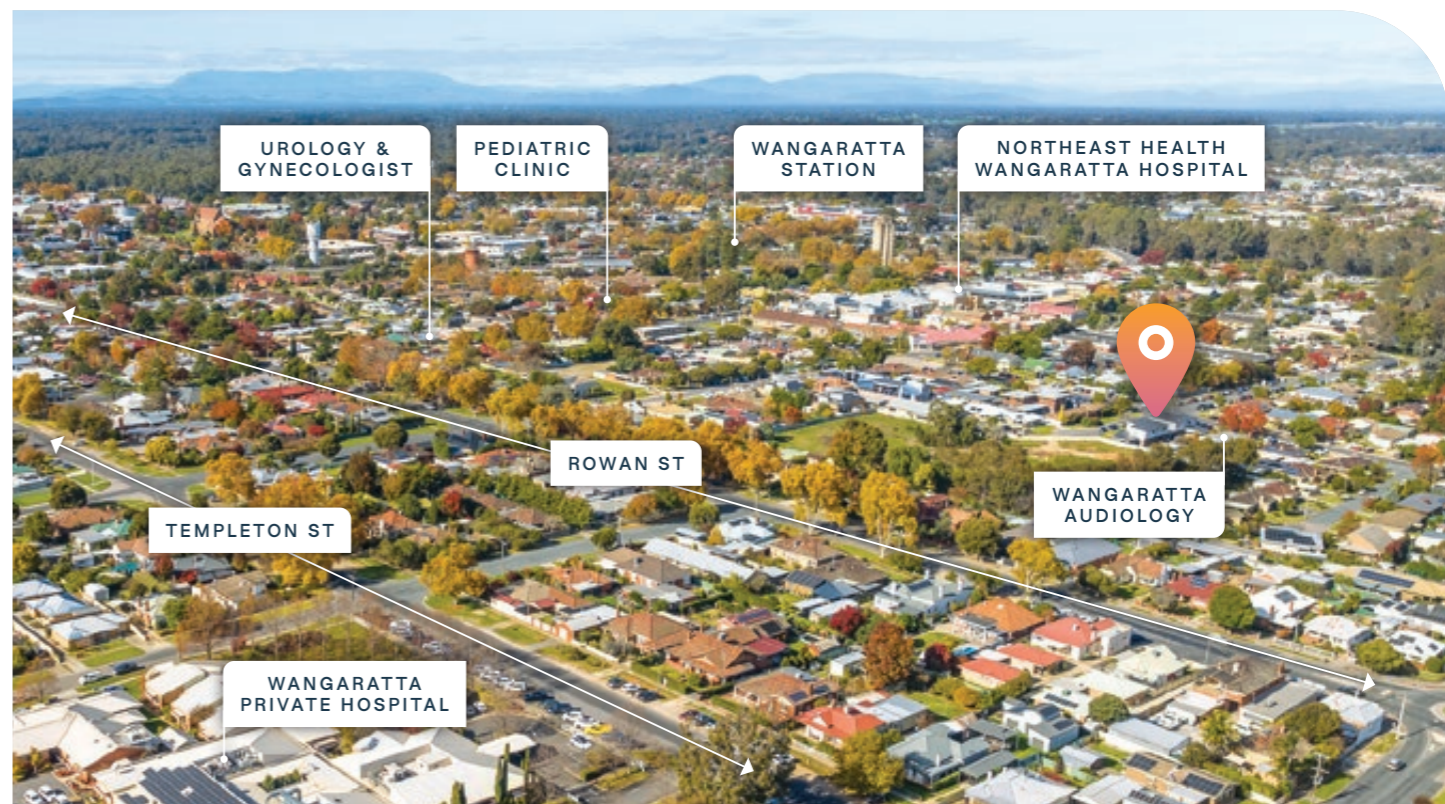 UROLOGY &
GYNECOLOGIST
PEDIATRIC
CLINIC
WANGARATTA
STATION
NORTHEAST HEALTH
WANGARATTA HOSPITAL
ROWAN ST
WANGARATTA
AUDIOLOGY
TEMPLETON ST
WANGARATTA
PRIVATE HOSPITAL